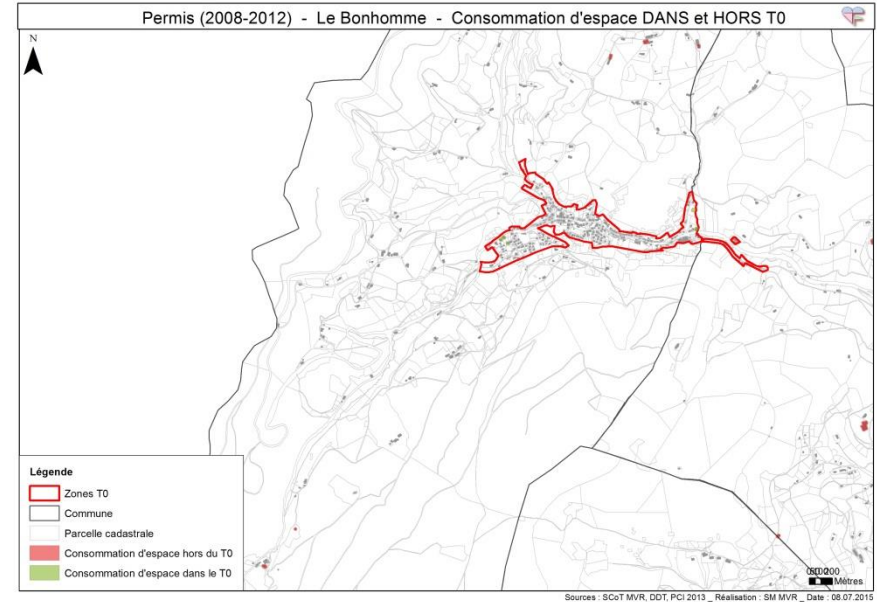 Permis (2008-2012) - Le Bonhomme - Consommation d'espace DANS et HORS T0
N
Légende
Zones T0
Commune
Parcelle cadastrale
Consommation d'espace hors du T0
Consommation d'espace dans le T0
Mètres
Sources : SCoT MVR, DDT, PCI 2013 _ Réalisation : SM MVR _ Date : 08.07.2015